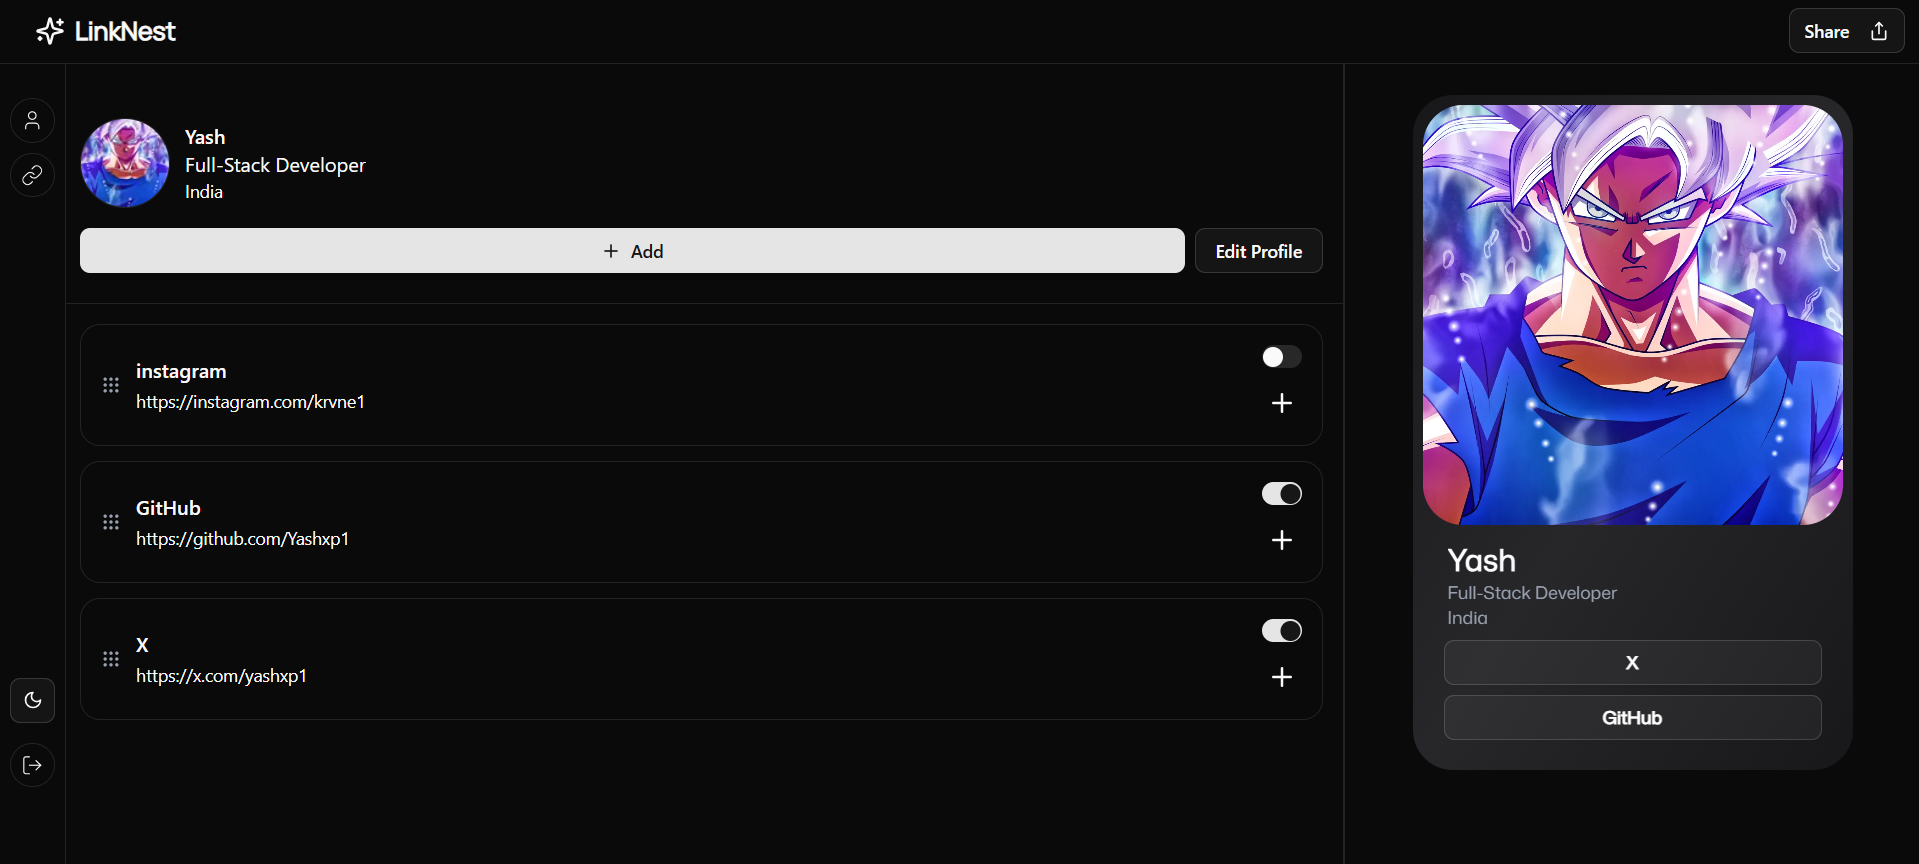 LinkNest
Share
Yash
Full-Stack Developer
India
Add
Edit Profile
instagram
https://instagram.com/krvne1
GitHub
https://github.com/Yashxp1
X
https://x.com/yashxp1
Yash
Full-Stack Developer
India
X
GitHub